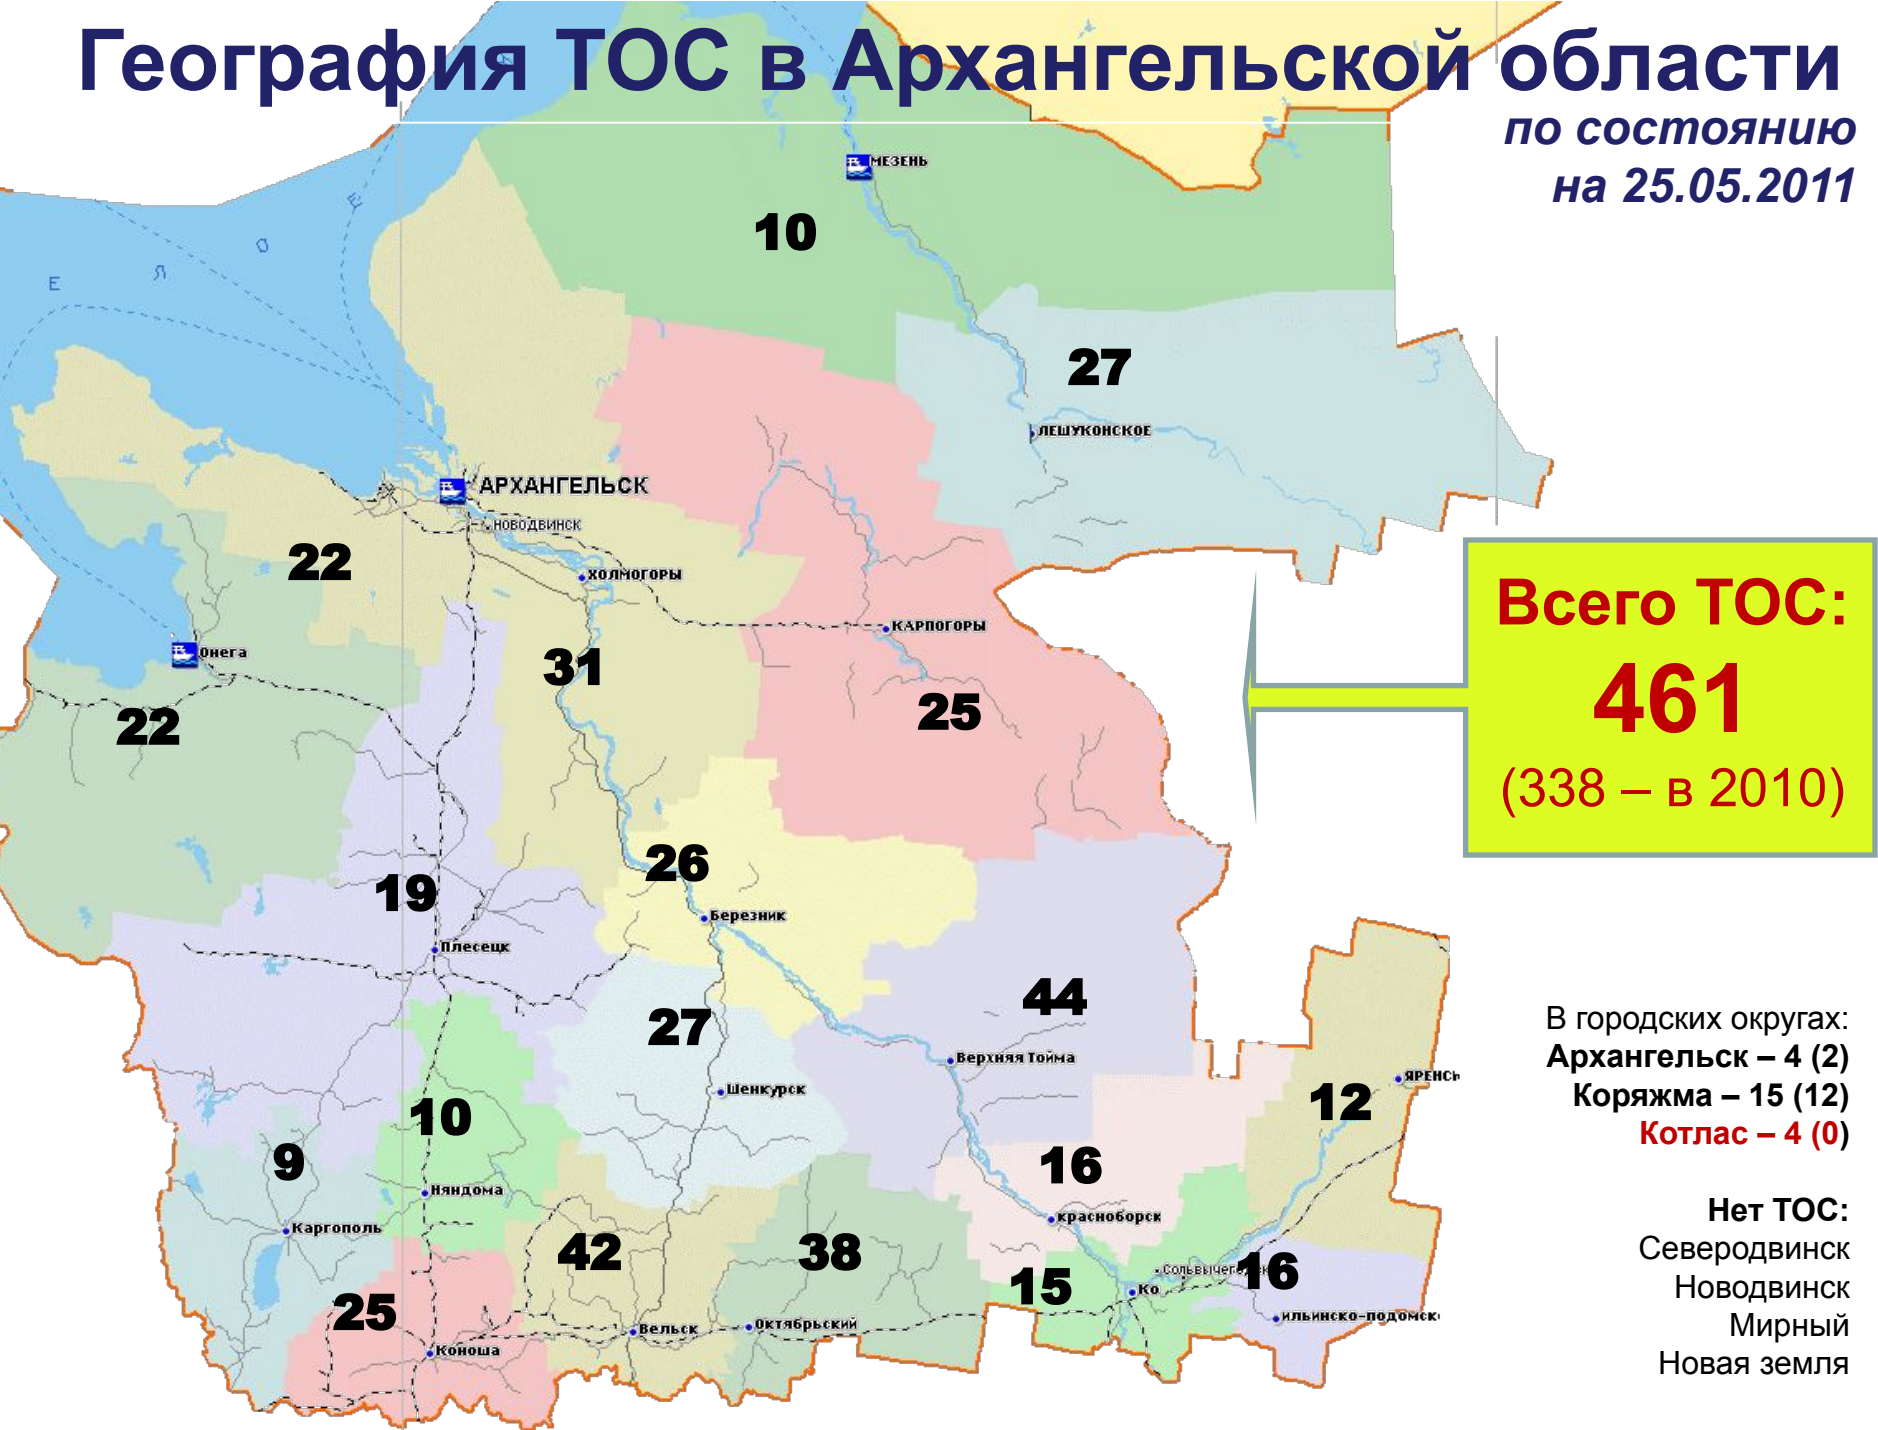 География ТОС в Архангельской области
по состоянию
на 25.05.2011
МЕЗЕНЬ
10
Е
Л
О
Е
27
ЛЕШУКОНСКОЕ
АРХАНГЕЛЬСК
НОВОДВИНСК
22
ХОЛМОГОРЫ
КАРПОГОРЫ
Онега
31
25
22
Всего ТОС:
461
(338 – в 2010)
26
19
Березник
Плесецк
44
27
Верхняя Тойма
Шенкурск
ЯРЕНСК
12
10
9
16
Няндома
Каргополь
красноборск
42
38
15
16
Сольвычегодск
Ко
25
ильинско-подомск
Вельск
Октябрьский
Коноша
В городских округах:
Архангельск – 4 (2)
Коряжма – 15 (12)
Котлас – 4 (0)
Нет ТОС:
Северодвинск
Новодвинск
Мирный
Новая земля